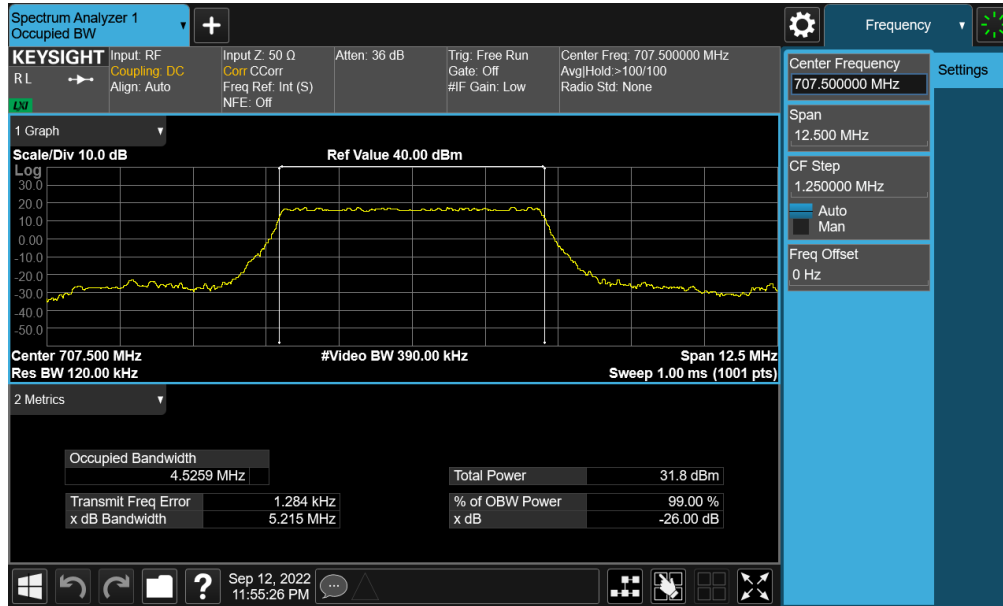 Spectrum Analyzer 1
Occupied BW
+
Frequency
KEYSIGHT
R L
LXI
Input: RF
Coupling: DC
Align: Auto
Input Z: 50 Ω
Corr CCorr
Freq Ref: Int (S)
NFE: Off
Atten: 36 dB
Trig: Free Run
Gate: Off
#IF Gain: Low
Center Freq: 707.500000 MHz
Avg|Hold:>100/100
Radio Std: None
Center Frequency
707.500000 MHz
Settings
Span
12.500 MHz
CF Step
1.250000 MHz
Auto
Man
Freq Offset
0 Hz
1 Graph
Scale/Div 10.0 dB
Ref Value 40.00 dBm
Log
30.0
20.0
10.0
0.00
-10.0
-20.0
-30.0
-40.0
-50.0
Center 707.500 MHz
#Video BW 390.00 kHz
Span 12.5 MHz
Res BW 120.00 kHz
Sweep 1.00 ms (1001 pts)
2 Metrics
Occupied Bandwidth
4.5259 MHz
Total Power 31.8 dBm
Transmit Freq Error 1.284 kHz
% of OBW Power 99.00 %
x dB Bandwidth 5.215 MHz
x dB -26.00 dB
?
Sep 12, 2022
11:55:26 PM